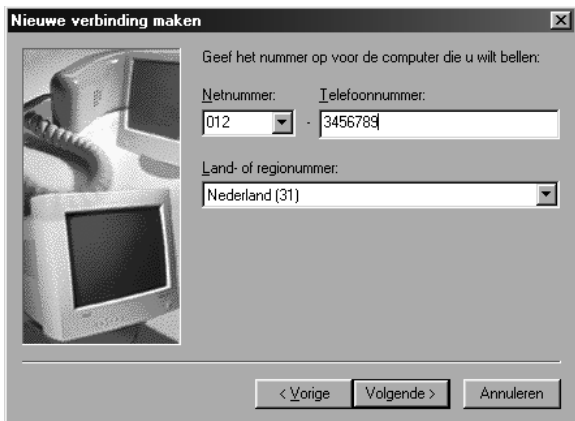 Nieuwe verbinding maken
Geef het nummer op voor de computer die u wilt bellen:
Netnummer: Telefoonnummer:
012 - 3456789
Land- of regionummer:
Nederland (31)
< Vorige Volgende > Annuleren